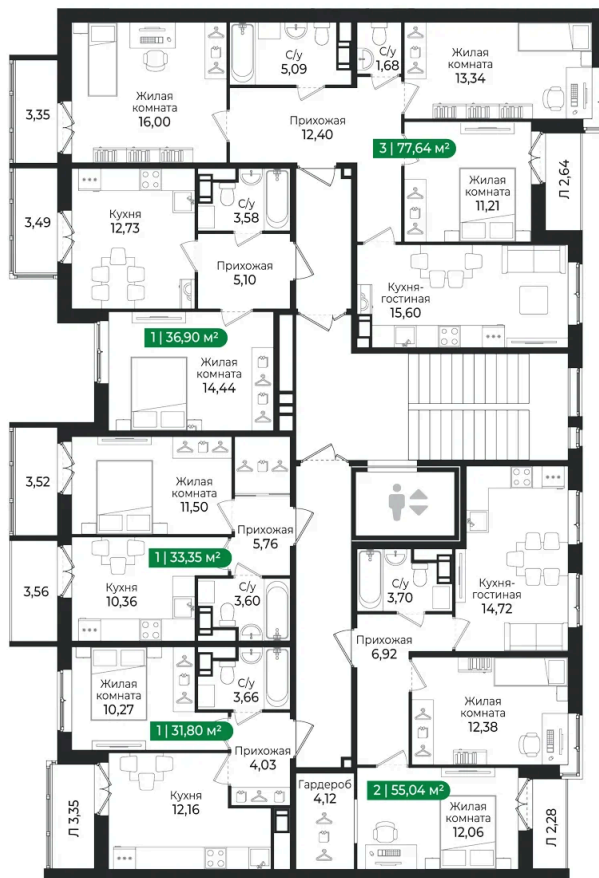 С/у
5,09
С/у
1,68
Жилая
комната
13,34
Жилая
комната
16,00
3,35
Прихожая
12,40
3 | 77,64 м²
Жилая
комната
11,21
Л 2,64
3,49
Кухня
12,73
С/у
3,58
Прихожая
5,10
Кухня-
гостиная
15,60
1 | 36,90 м²
Жилая
комната
14,44
3,52
Жилая
комната
11,50
Прихожая
5,76
1 | 33,35 м²
3,56
Кухня
10,36
С/у
3,60
С/у
3,70
Кухня-
гостиная
14,72
Прихожая
6,92
Жилая
комната
10,27
С/у
3,66
Жилая
комната
12,38
1 | 31,80 м²
Прихожая
4,03
Л 3,35
Кухня
12,16
Гардероб
4,12
2 | 55,04 м²
Жилая
комната
12,06
Л 2,28